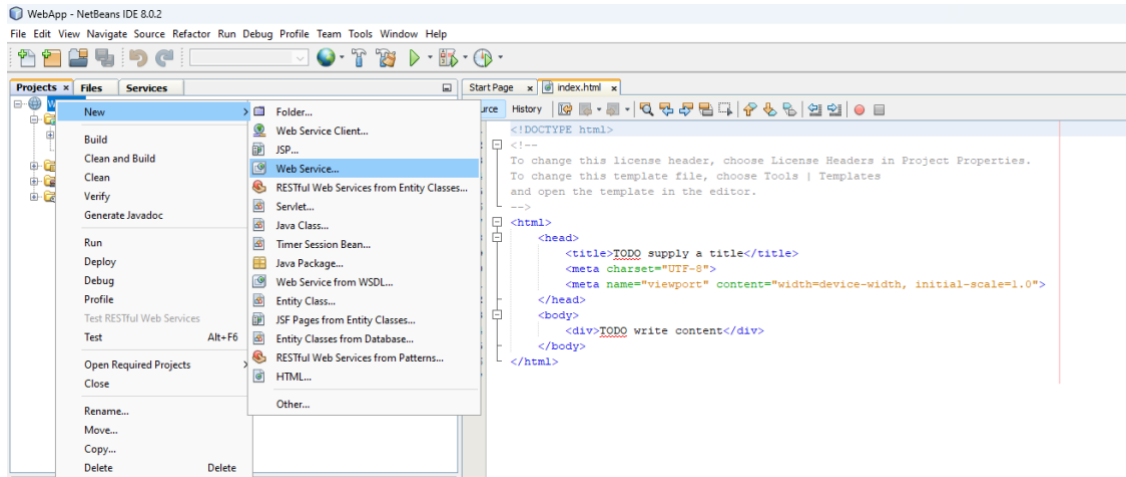 WebApp - NetBeans IDE 8.0.2
File Edit View Navigate Source Refactor Run Debug Profile Team Tools Window Help
Projects × Files Services
New
Build
Clean and Build
Clean
Verify
Generate Javadoc
Run
Deploy
Debug
Profile
Test RESTful Web Services
Test Alt+F6
Open Required Projects
Close
Rename...
Move...
Copy...
Delete Delete
Folder...
Web Service Client...
JSP...
Web Service...
RESTful Web Services from Entity Classes...
Servlet...
Java Class...
Timer Session Bean...
Java Package...
Web Service from WSDL...
Entity Class...
JSF Pages from Entity Classes...
Entity Classes from Database...
RESTful Web Services from Patterns...
HTML...
Other...
Start Page × index.html ×
History
<!DOCTYPE html>
<!--
To change this license header, choose License Headers in Project Properties.
To change this template file, choose Tools | Templates
and open the template in the editor.
-->
<html>
<head>
<title>TODO supply a title</title>
<meta charset="UTF-8">
<meta name="viewport" content="width=device-width, initial-scale=1.0">
</head>
<body>
<div>TODO write content</div>
</body>
</html>